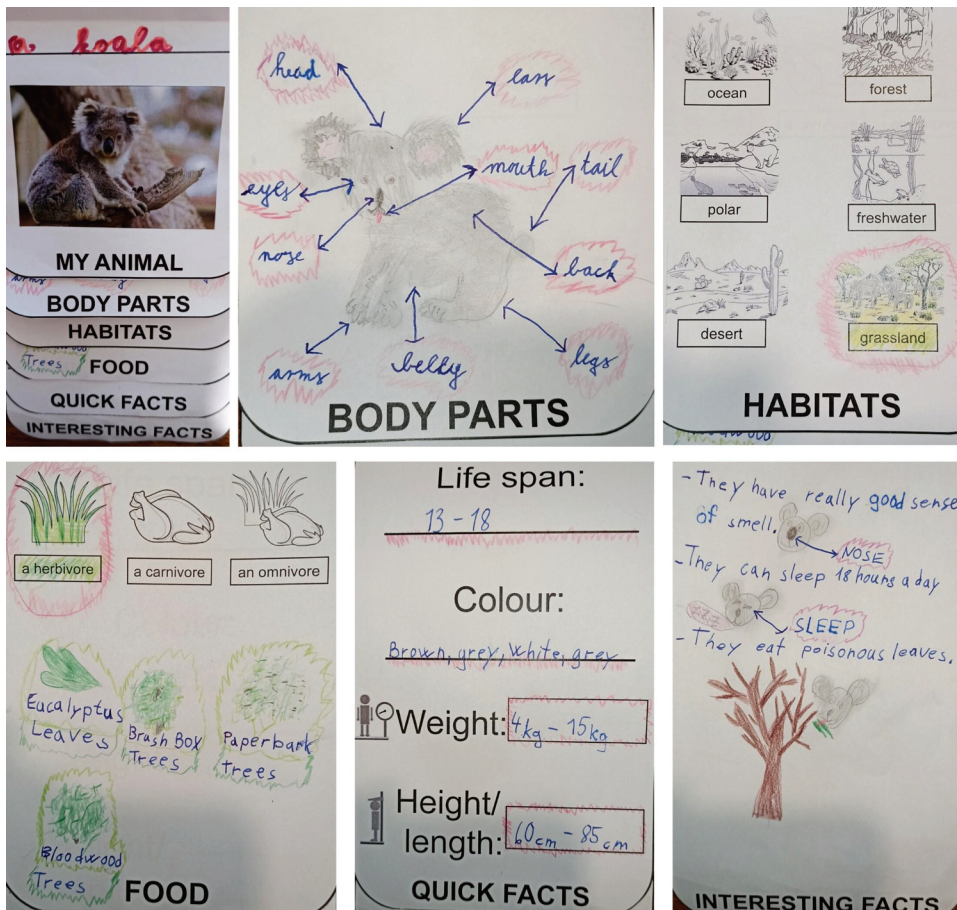 a koala
MY ANIMAL
arms
BODY PARTS
HABITATS
Trees
FOOD
QUICK FACTS
INTERESTING FACTS
head
ears
mouth
tail
eyes
nose
back
arms
belly
legs
BODY PARTS
ocean
forest
polar
freshwater
desert
grassland
HABITATS
a herbivore
a carnivore
an omnivore
Eucalyptus
Leaves
Brush Box
Trees
Paperbark
trees
Bloodwood
Trees
FOOD
Life span:
13 - 18
Colour:
Brown, grey, white, grey
Weight:
4kg - 15kg
Height/
length:
60cm - 85cm
QUICK FACTS
- They have really good sense
of smell.
NOSE
- They can sleep 18 hours a day
SLEEP
- They eat poisonous leaves.
INTERESTING FACTS